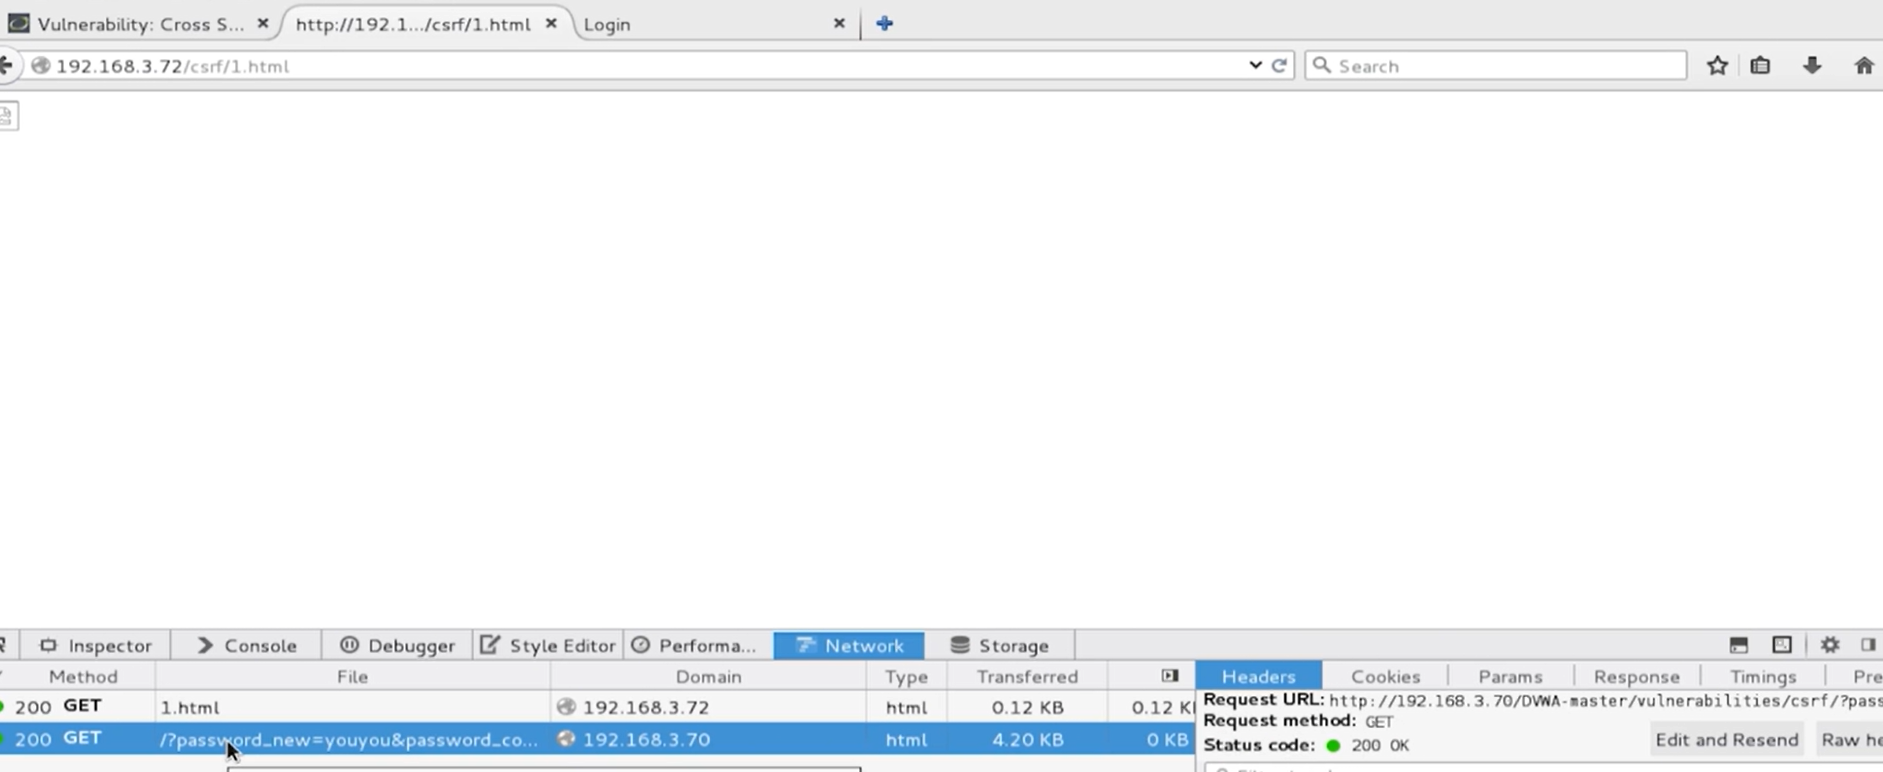 Vulnerability: Cross S... http://192.1.../csrf/1.html Login
192.168.3.72/csrf/1.html Search
Inspector Console Debugger Style Editor Performa... Network Storage
Method File Domain Type Transferred Headers Cookies Params Response Timings Pre
200 GET 1.html 192.168.3.72 html 0.12 KB 0.12 K Request URL: http://192.168.3.70/DVWA-master/vulnerabilities/csrf/?pass
Request method: GET
200 GET /?password_new=youyou&password_co... 192.168.3.70 html 4.20 KB 0 KB Status code: 200 OK Edit and Resend Raw he